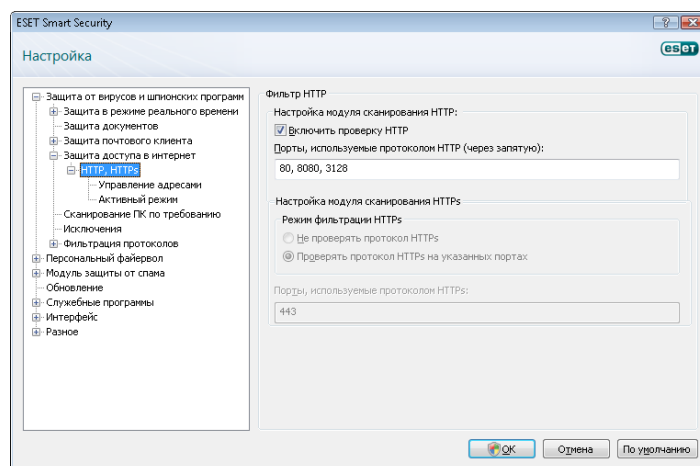 ESET Smart Security
Настройка
eset
Защита от вирусов и шпионских программ
Защита в режиме реального времени
Защита документов
Защита почтового клиента
Защита доступа в интернет
HTTP, HTTPs
Управление адресами
Активный режим
Сканирование ПК по требованию
Исключения
Фильтрация протоколов
Персональный файервол
Модуль защиты от спама
Обновление
Служебные программы
Интерфейс
Разное
Фильтр HTTP
Настройка модуля сканирования HTTP:
Включить проверку HTTP
Порты, используемые протоколом HTTP (через запятую):
80, 8080, 3128
Настройка модуля сканирования HTTPs
Режим фильтрации HTTPs
Не проверять протокол HTTPs
Проверять протокол HTTPs на указанных портах
Порты, используемые протоколом HTTPs:
443
OK
Отмена
По умолчанию